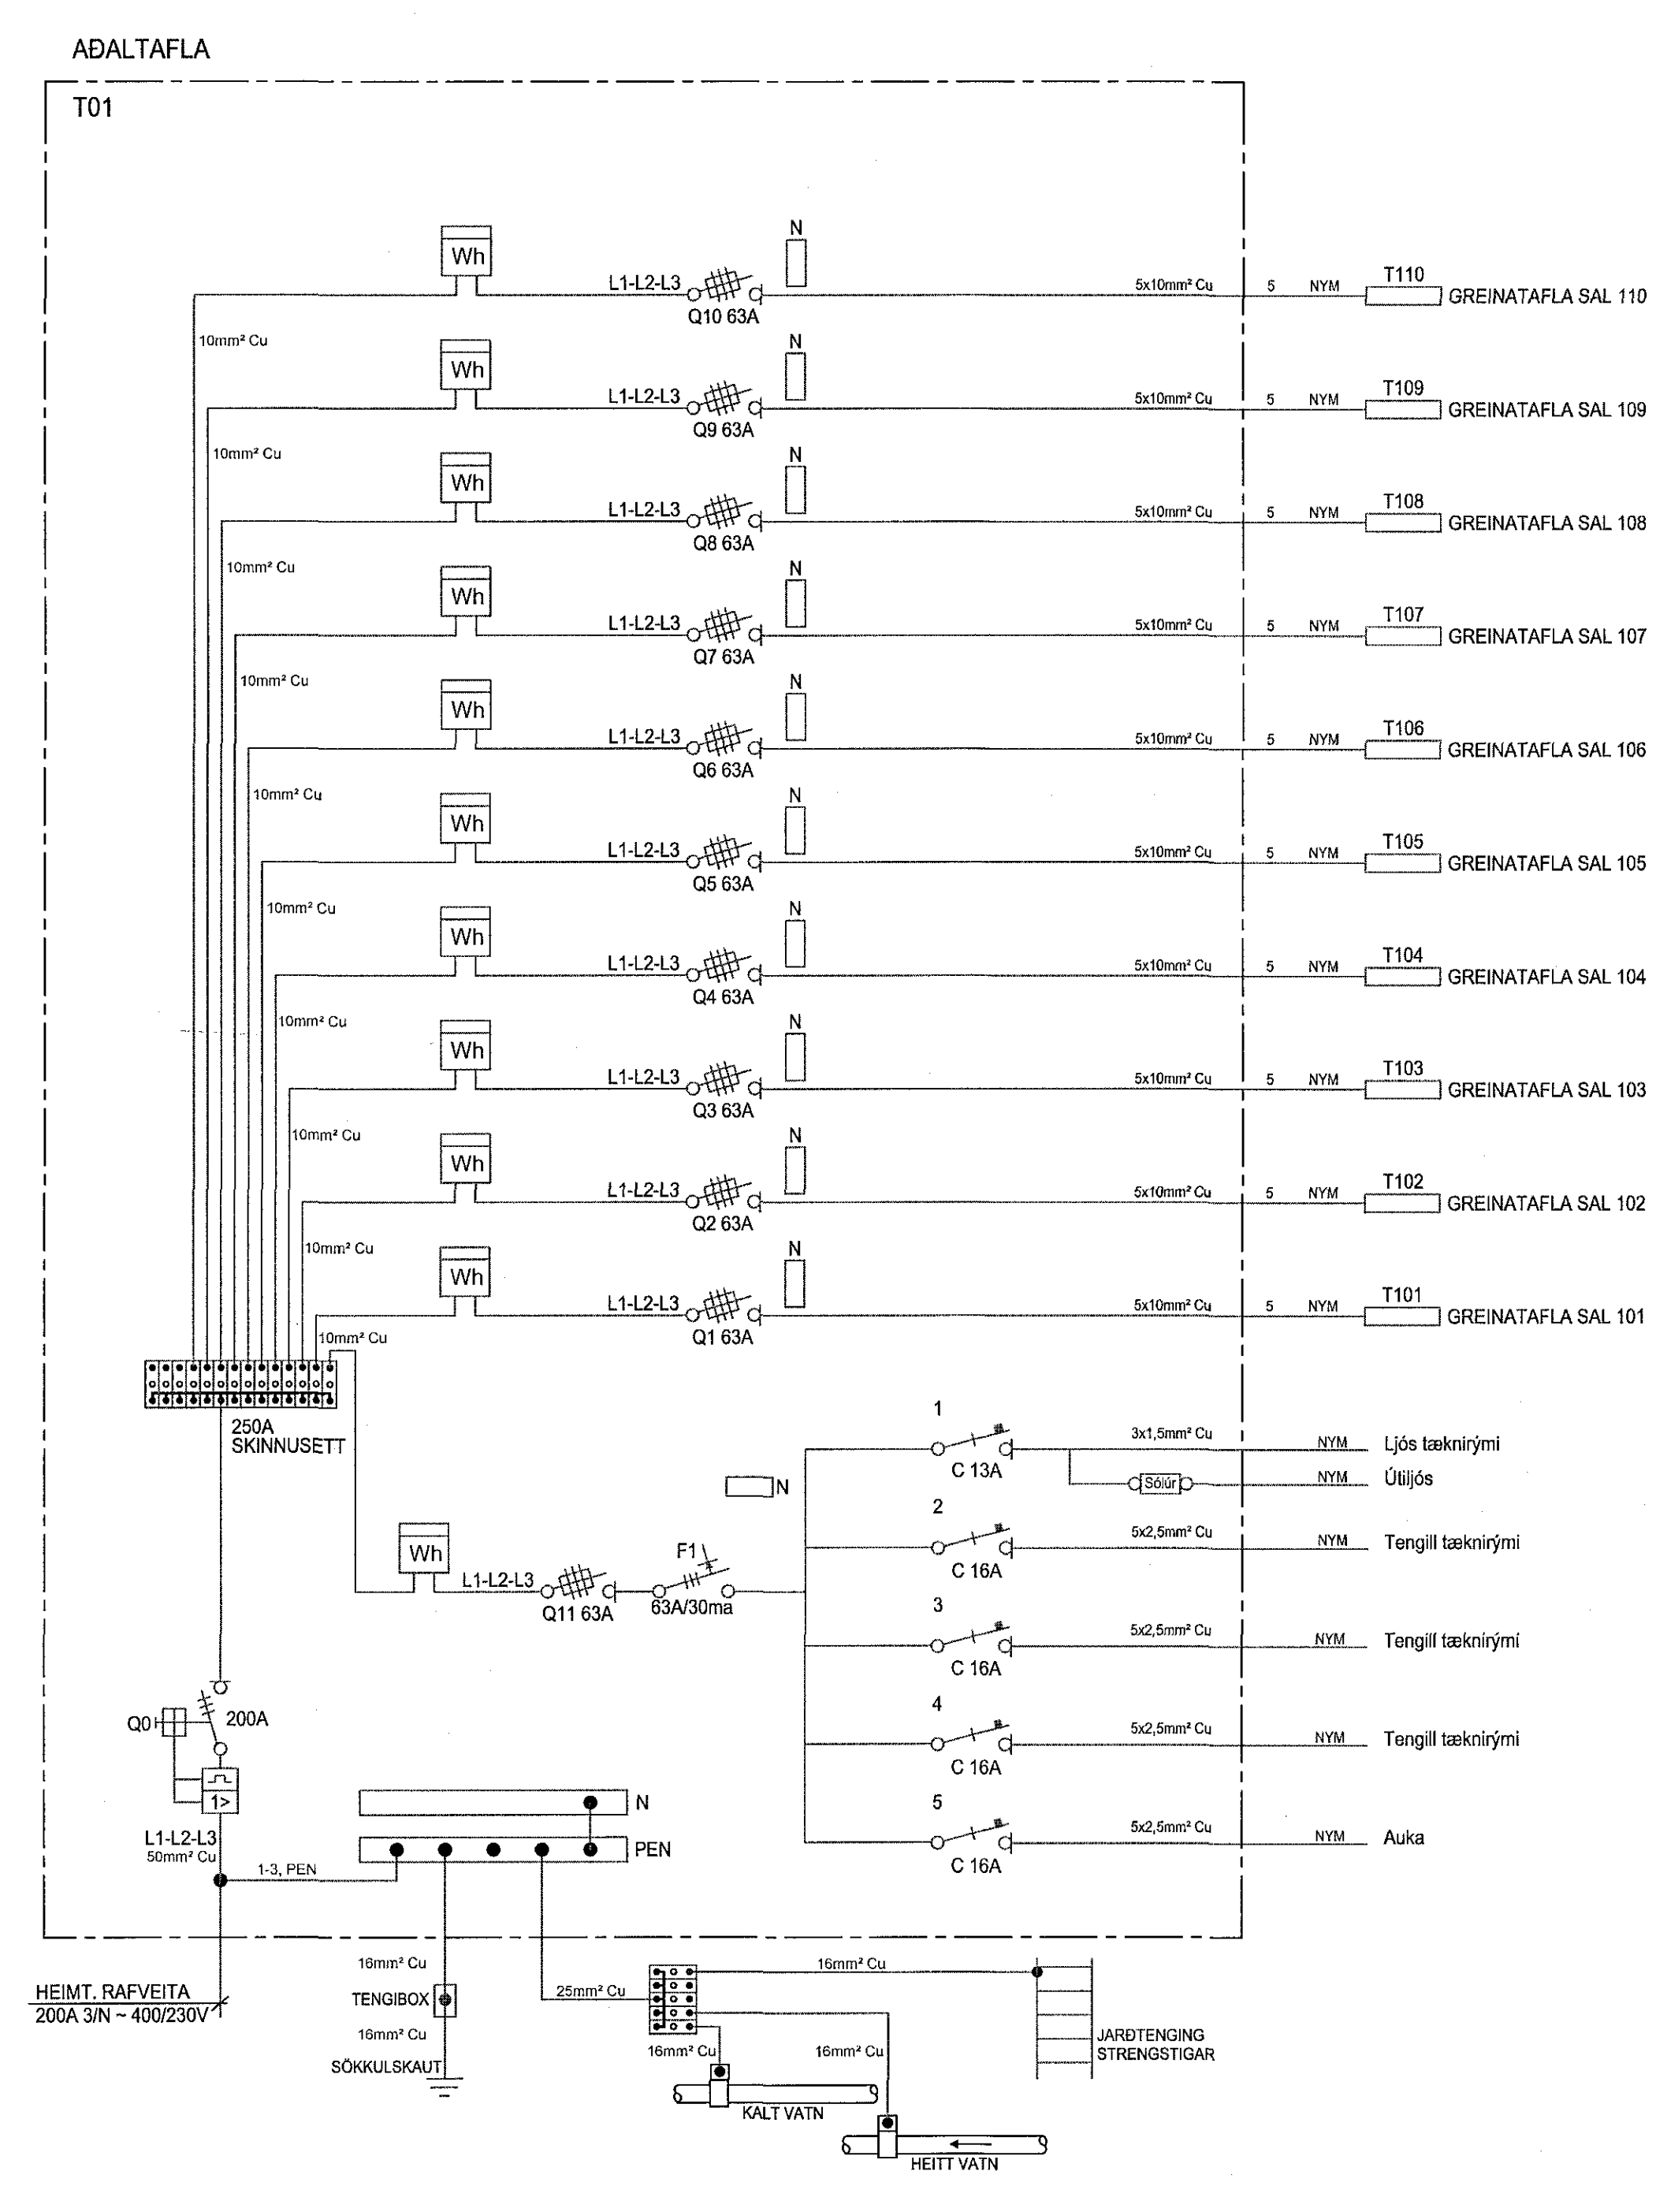 AÐALTAFLA
T01
N
Wh
L1-L2-L3
Q10 63A
5x10mm² Cu
5
NYM
T110
GREINATAFLA SAL 110
10mm² Cu
N
Wh
L1-L2-L3
Q9 63A
5x10mm² Cu
5
NYM
T109
GREINATAFLA SAL 109
10mm² Cu
N
Wh
L1-L2-L3
Q8 63A
5x10mm² Cu
5
NYM
T108
GREINATAFLA SAL 108
10mm² Cu
N
Wh
L1-L2-L3
Q7 63A
5x10mm² Cu
5
NYM
T107
GREINATAFLA SAL 107
10mm² Cu
N
Wh
L1-L2-L3
Q6 63A
5x10mm² Cu
5
NYM
T106
GREINATAFLA SAL 106
10mm² Cu
N
Wh
L1-L2-L3
Q5 63A
5x10mm² Cu
5
NYM
T105
GREINATAFLA SAL 105
10mm² Cu
N
Wh
L1-L2-L3
Q4 63A
5x10mm² Cu
5
NYM
T104
GREINATAFLA SAL 104
10mm² Cu
N
Wh
L1-L2-L3
Q3 63A
5x10mm² Cu
5
NYM
T103
GREINATAFLA SAL 103
10mm² Cu
N
Wh
L1-L2-L3
Q2 63A
5x10mm² Cu
5
NYM
T102
GREINATAFLA SAL 102
10mm² Cu
N
Wh
L1-L2-L3
Q1 63A
5x10mm² Cu
5
NYM
T101
GREINATAFLA SAL 101
10mm² Cu
250A
SKINNUSETT
1
C 13A
3x1,5mm² Cu
NYM
Ljós tæknirými
Sólúr
NYM
Útiljós
N
2
C 16A
5x2,5mm² Cu
NYM
Tengill tæknirými
Wh
L1-L2-L3
Q11 63A
F1
63A/30ma
3
C 16A
5x2,5mm² Cu
NYM
Tengill tæknirými
4
C 16A
5x2,5mm² Cu
NYM
Tengill tæknirými
5
C 16A
5x2,5mm² Cu
NYM
Auka
Q0
200A
1>
L1-L2-L3
50mm² Cu
1-3, PEN
N
PEN
HEIMT. RAFVEITA
200A 3/N ~ 400/230V
16mm² Cu
TENGIBOX
16mm² Cu
SÖKKULSKAUT
25mm² Cu
16mm² Cu
16mm² Cu
16mm² Cu
JARÐTENGING
STRENGSTIGAR
KALT VATN
HEITT VATN